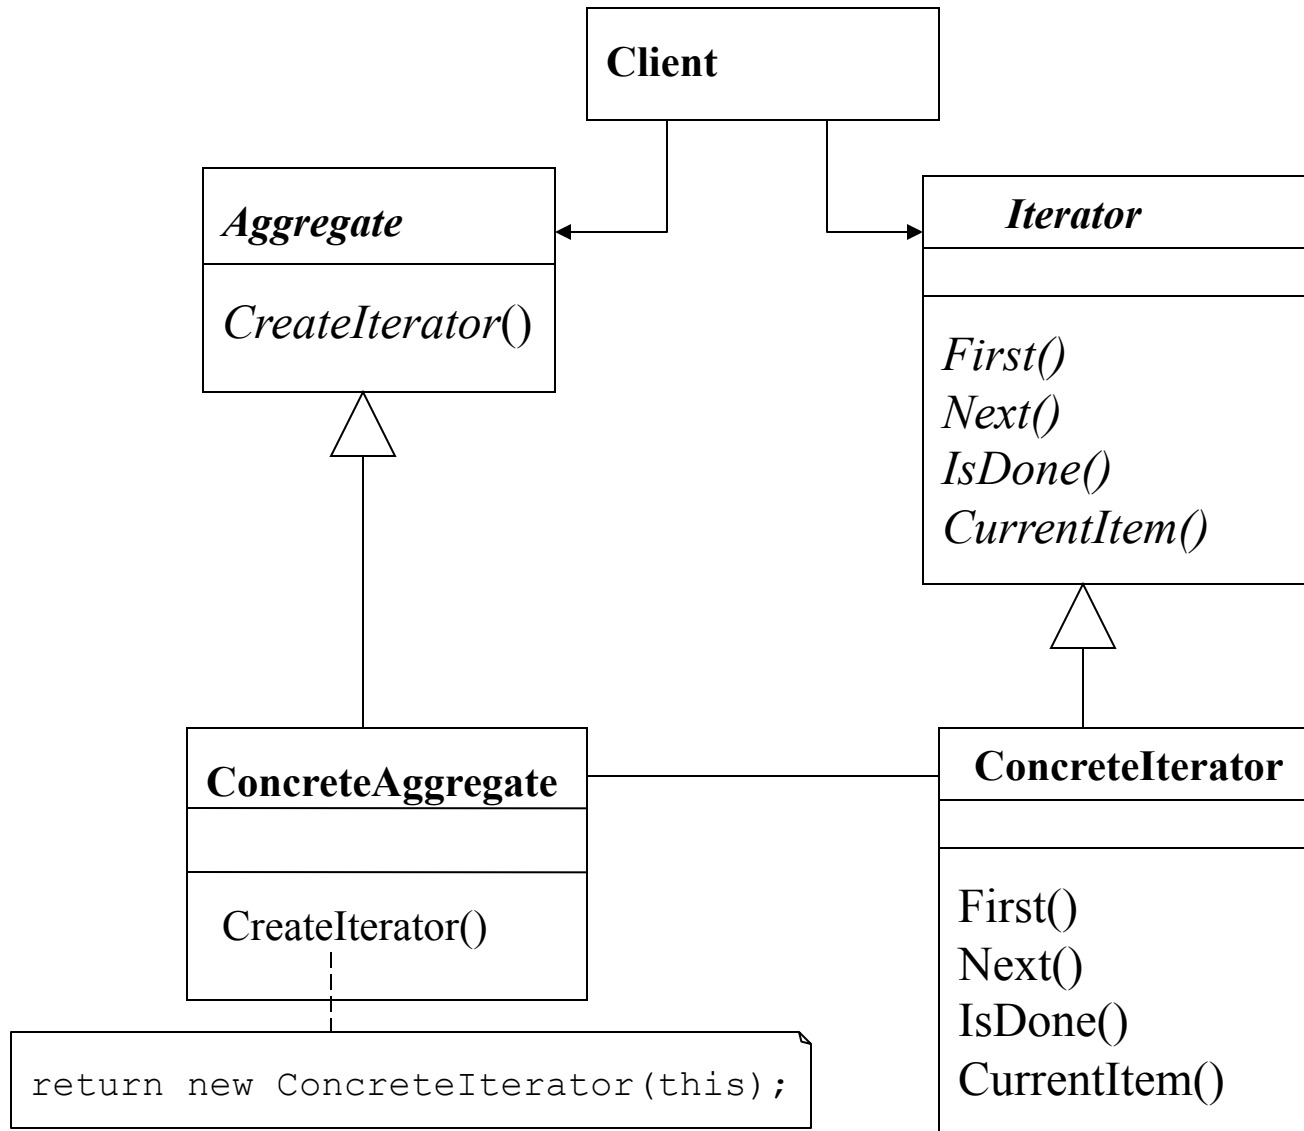 Client
Aggregate
CreateIterator()
Iterator
First()
Next()
IsDone()
CurrentItem()
ConcreteAggregate
CreateIterator()
return new ConcreteIterator(this);
ConcreteIterator
First()
Next()
IsDone()
CurrentItem()